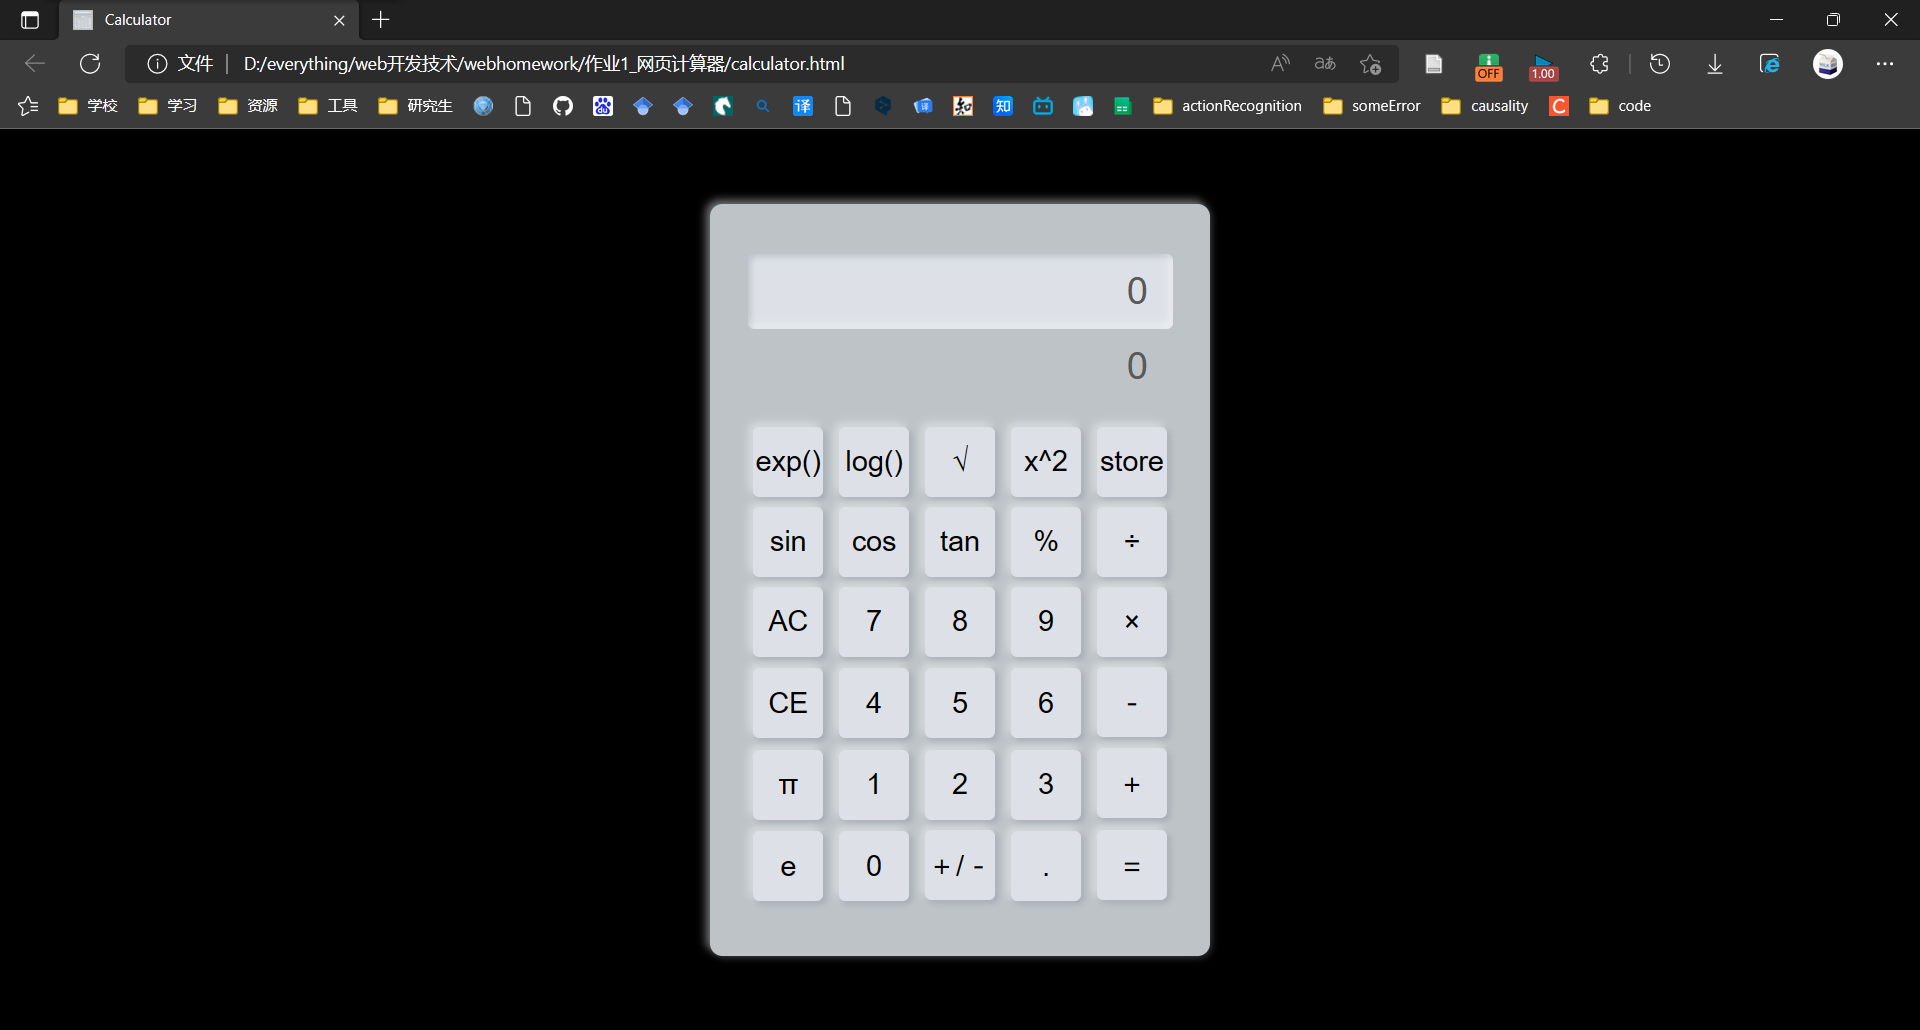 Calculator
文件 D:/everything/web开发技术/webhomework/作业1_网页计算器/calculator.html
OFF 1.00
学校 学习 资源 工具 研究生 译 知 知 actionRecognition someError causality C code
0
0
exp() log() √ x^2 store
sin cos tan % ÷
AC 7 8 9 ×
CE 4 5 6 -
π 1 2 3 +
e 0 +/- . =